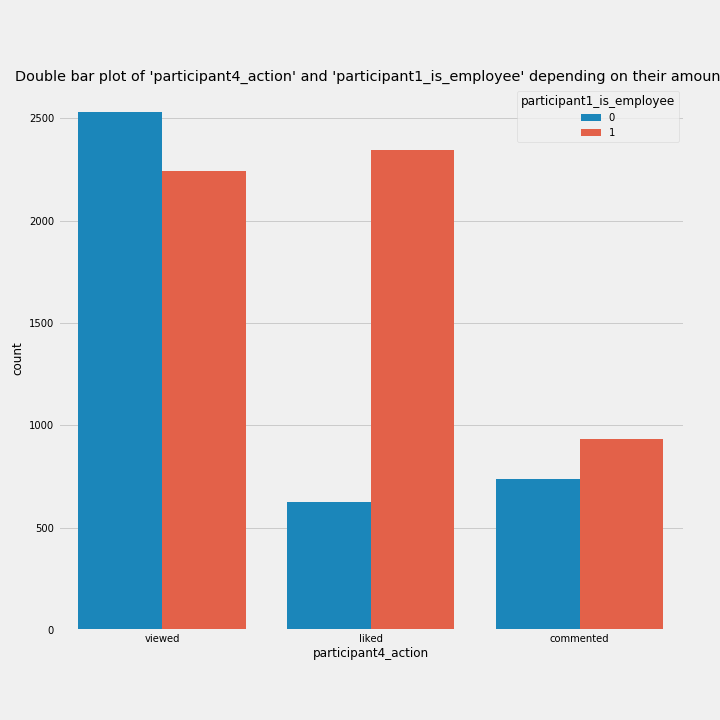 Double bar plot of 'participant4_action' and 'participant1_is_employee' depending on their amoun
participant1_is_employee
0
1
2500
2000
1500
1000
500
0
count
viewed
liked
commented
participant4_action